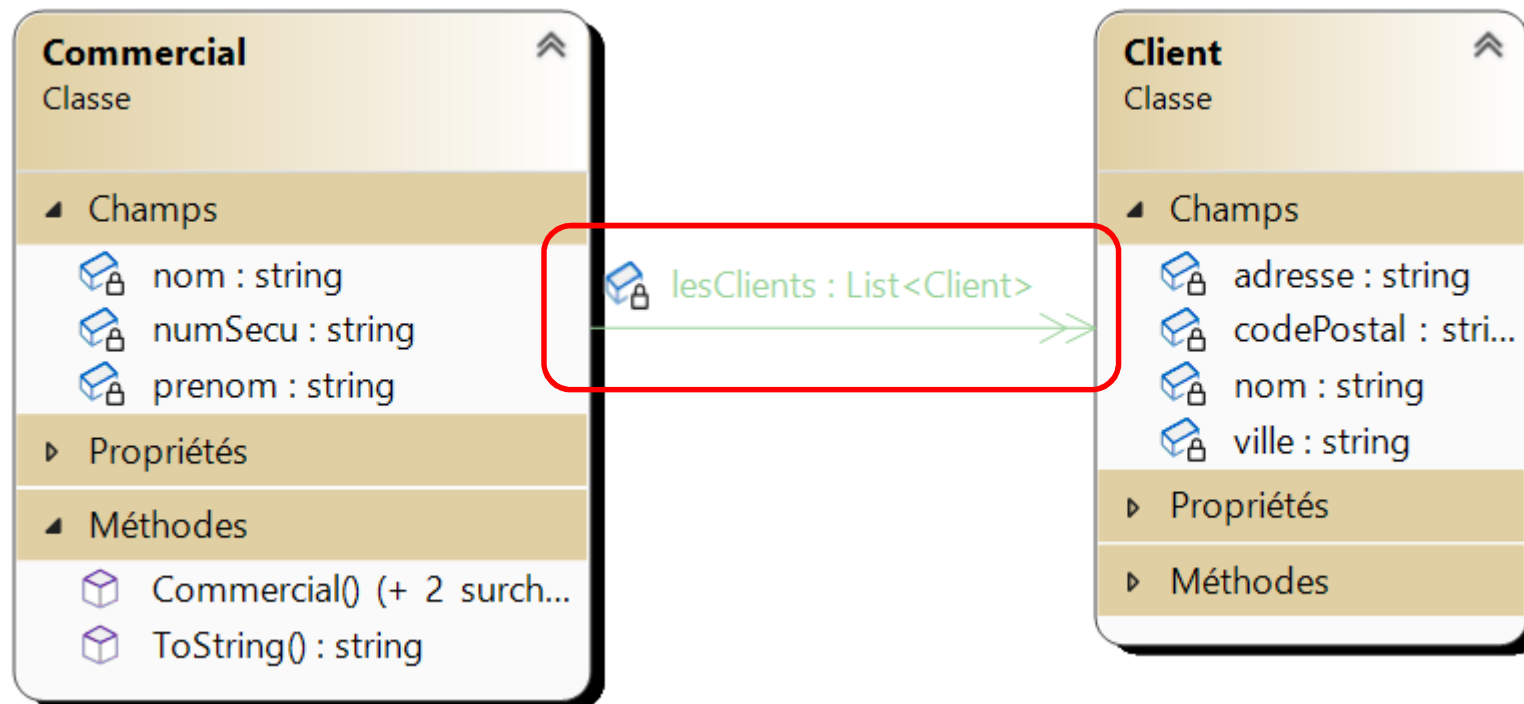 Commercial
Classe
Champs
nom : string
numSecu : string
prenom : string
Propriétés
Méthodes
Commercial() (+ 2 surch...
ToString() : string
lesClients : List<Client>
Client
Classe
Champs
adresse : string
codePostal : stri...
nom : string
ville : string
Propriétés
Méthodes